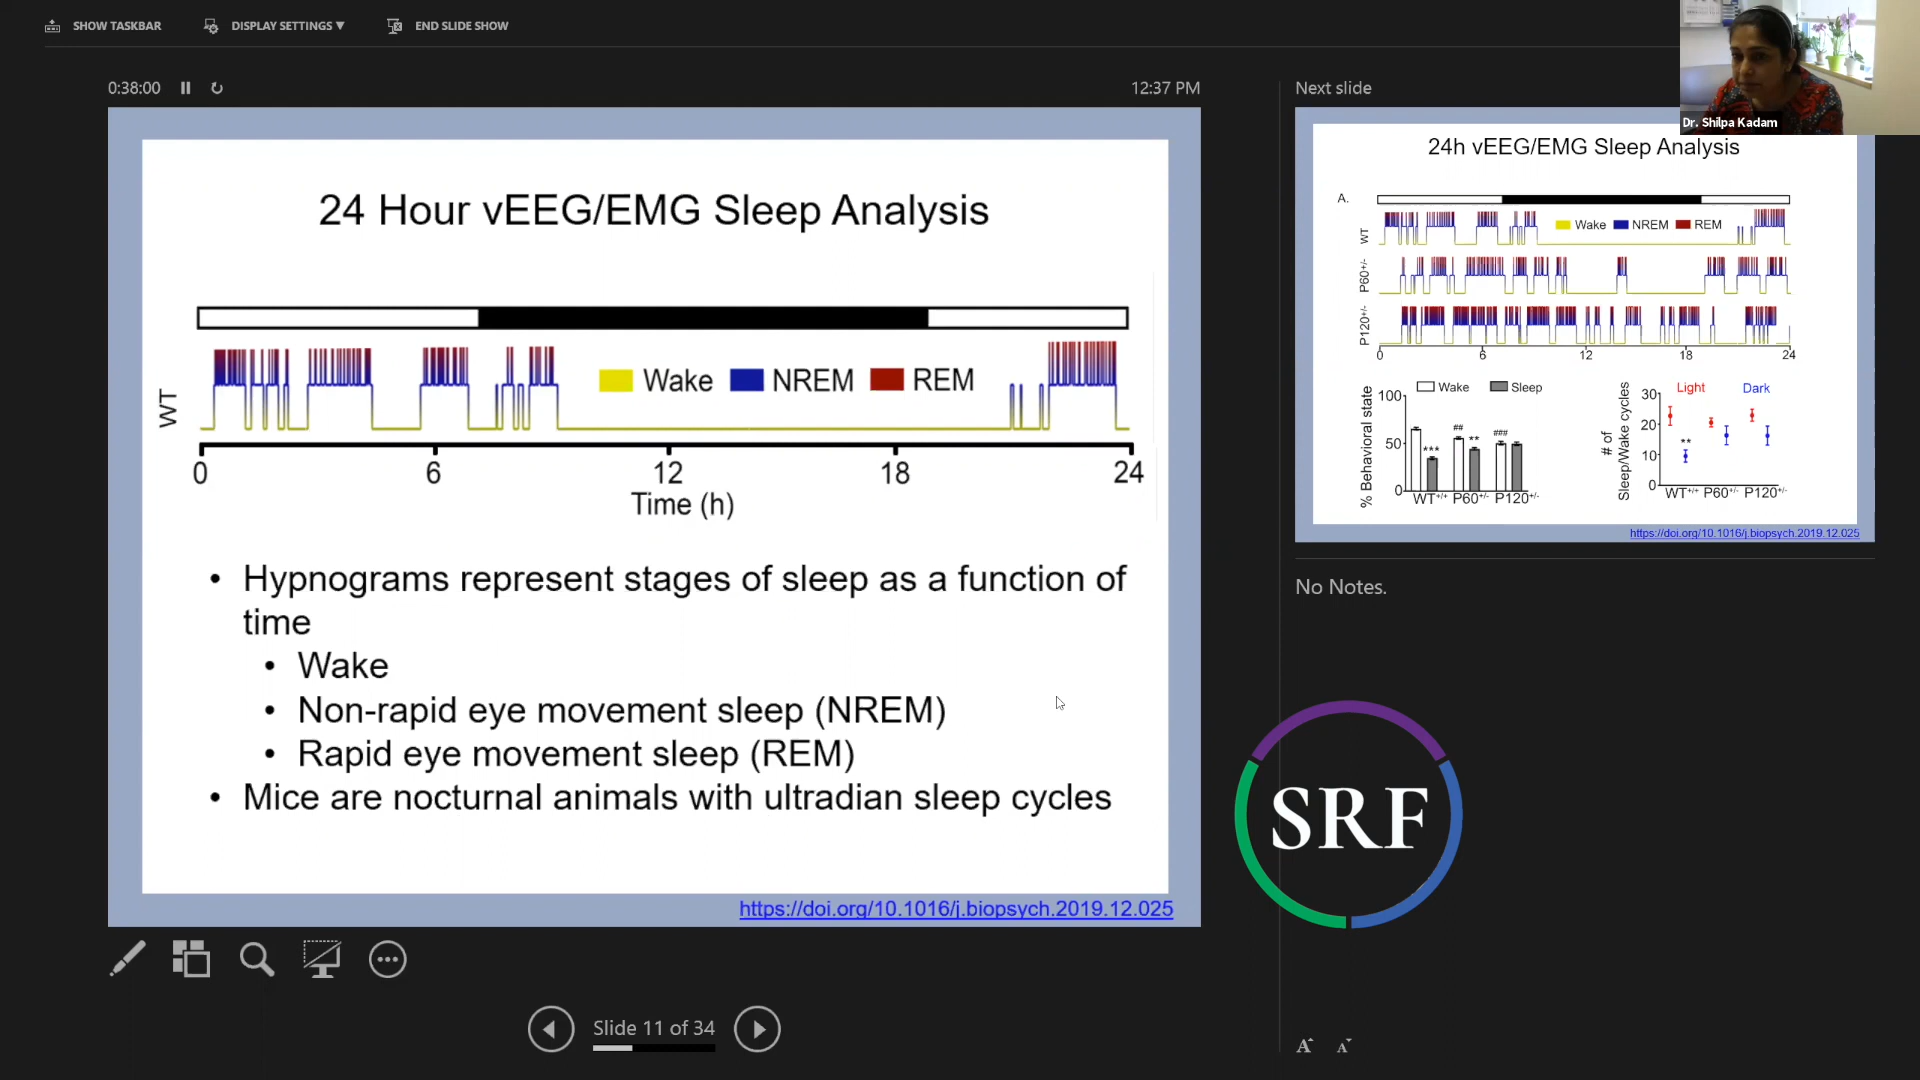 SHOW TASKBAR
DISPLAY SETTINGS ▼
END SLIDE SHOW
0:38:00
12:37 PM
24 Hour vEEG/EMG Sleep Analysis
WT
Wake
NREM
REM
0
6
12
18
24
Time (h)
• Hypnograms represent stages of sleep as a function of
time
• Wake
• Non-rapid eye movement sleep (NREM)
• Rapid eye movement sleep (REM)
• Mice are nocturnal animals with ultradian sleep cycles
https://doi.org/10.1016/j.biopsych.2019.12.025
Slide 11 of 34
Next slide
Dr. Shilpa Kadam
24h vEEG/EMG Sleep Analysis
A.
WT
Wake
NREM
REM
P60+/-
P120+/-
0
6
12
18
24
% Behavioral state
100
50
0
Wake
Sleep
***
##
**
###
WT+/+
P60+/-
P120+/-
# of
Sleep/Wake cycles
30
20
10
0
Light
Dark
**
WT+/+
P60+/-
P120+/-
https://doi.org/10.1016/j.biopsych.2019.12.025
No Notes.
SRF
A
A